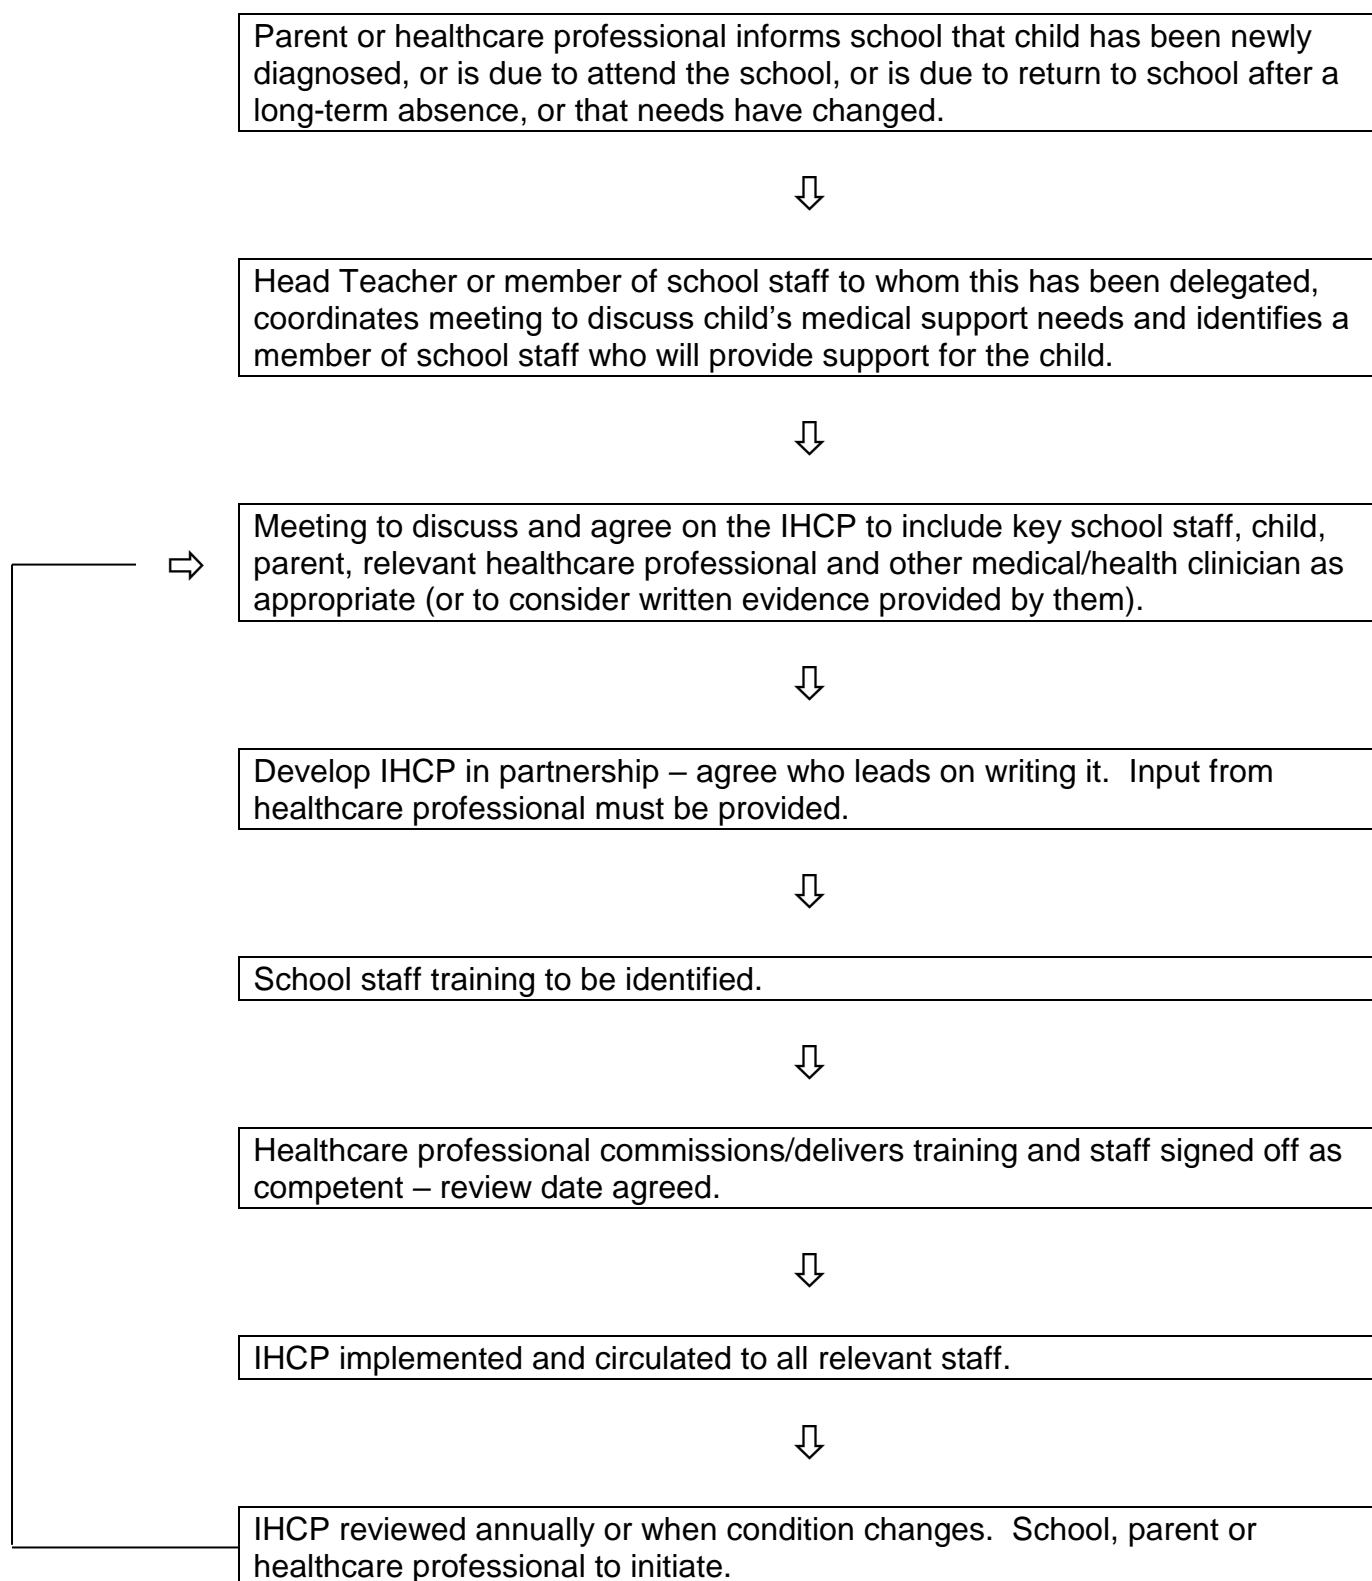 Parent or healthcare professional informs school that child has been newly
diagnosed, or is due to attend the school, or is due to return to school after a
long-term absence, or that needs have changed.
Head Teacher or member of school staff to whom this has been delegated,
coordinates meeting to discuss child's medical support needs and identifies a
member of school staff who will provide support for the child.
Meeting to discuss and agree on the IHCP to include key school staff, child,
parent, relevant healthcare professional and other medical/health clinician as
appropriate (or to consider written evidence provided by them).
Develop IHCP in partnership – agree who leads on writing it.  Input from
healthcare professional must be provided.
School staff training to be identified.
Healthcare professional commissions/delivers training and staff signed off as
competent – review date agreed.
IHCP implemented and circulated to all relevant staff.
IHCP reviewed annually or when condition changes.  School, parent or
healthcare professional to initiate.